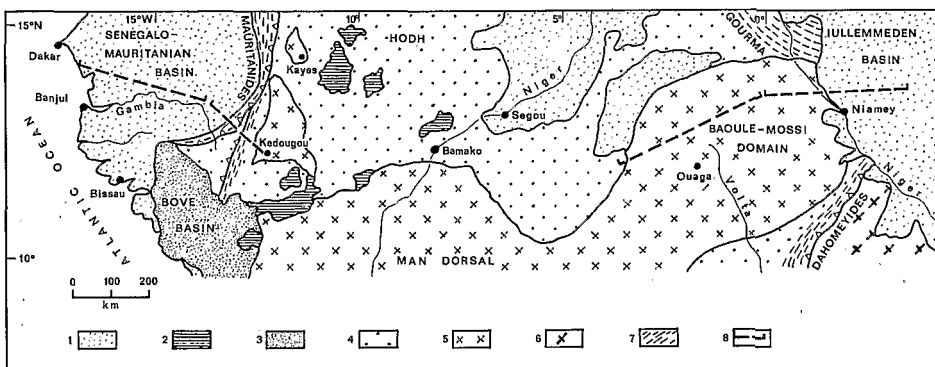 15°N 15°W 10° 5° 0° 15°N
SENEGALO-
MAURITANIAN
BASIN
MAURITANIDES
HODH
GOURMA
IULLEMMEDEN
BASIN
Dakar
Kayes
Niger
Banjul
Gambia
Segou
Niamey
Kedougou
Bamako
BAOULE-MOSSI
DOMAIN
Ouaga
Volta
Niger
Bissau
BOVE
BASIN
ATLANTIC OCEAN
MAN DORSAL
DAHOMEYIDES
10° 10°
0 100 200
km
1 2 3 4 5 6 7 8